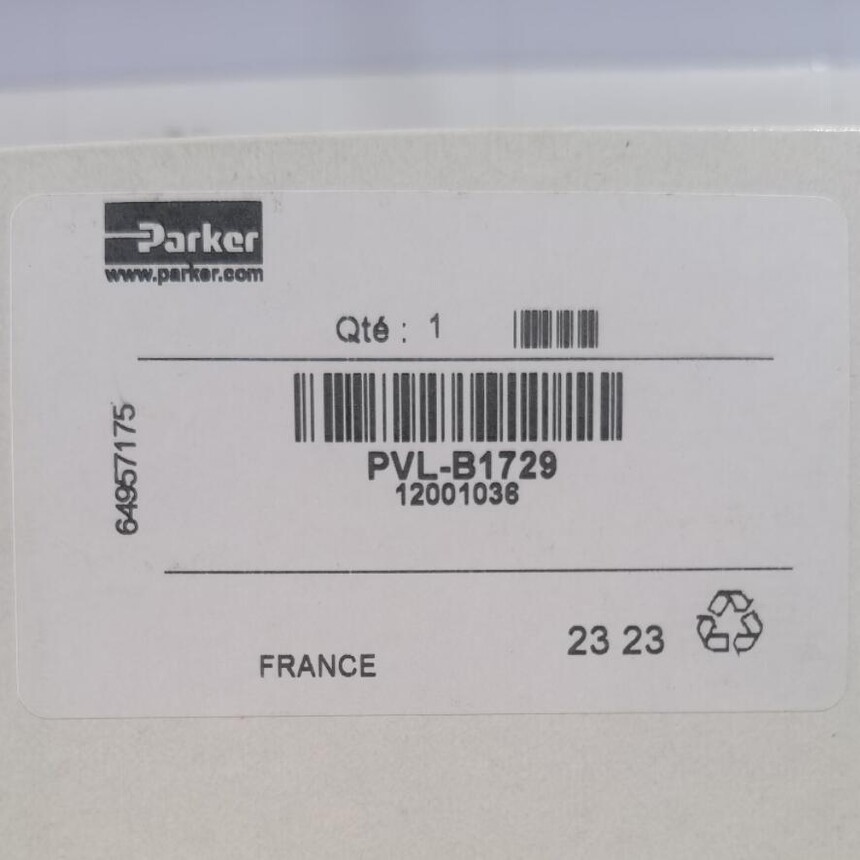 Parker
www.parker.com
Qté : 1
64957175
PVL-B1729
12001036
FRANCE
23 23